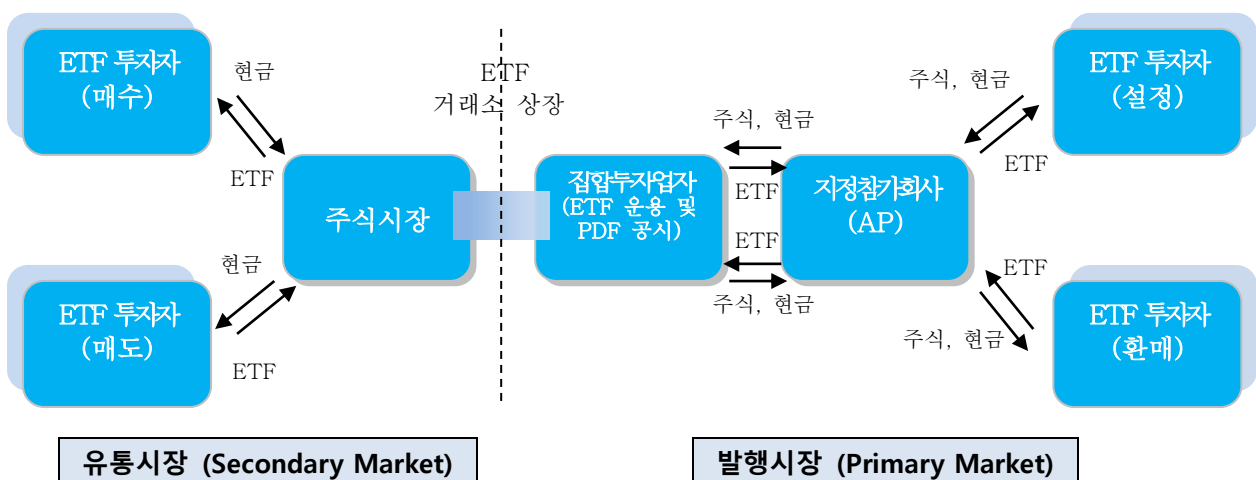 ETF 투자자
(매수)
현금
ETF
ETF
거래소 상장
주식시장
현금
ETF
ETF 투자자
(매도)
집합투자업자
(ETF 운용 및
PDF 공시)
주식, 현금
ETF
ETF
주식, 현금
지정참가회사
(AP)
주식, 현금
ETF
ETF 투자자
(설정)
ETF
주식, 현금
ETF 투자자
(환매)
유통시장 (Secondary Market)
발행시장 (Primary Market)